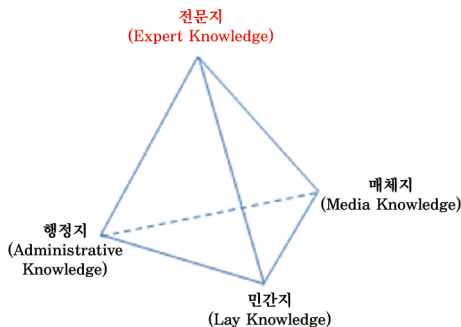 전문지
(Expert Knowledge)
매체지
(Media Knowledge)
행정지
(Administrative
Knowledge)
민간지
(Lay Knowledge)